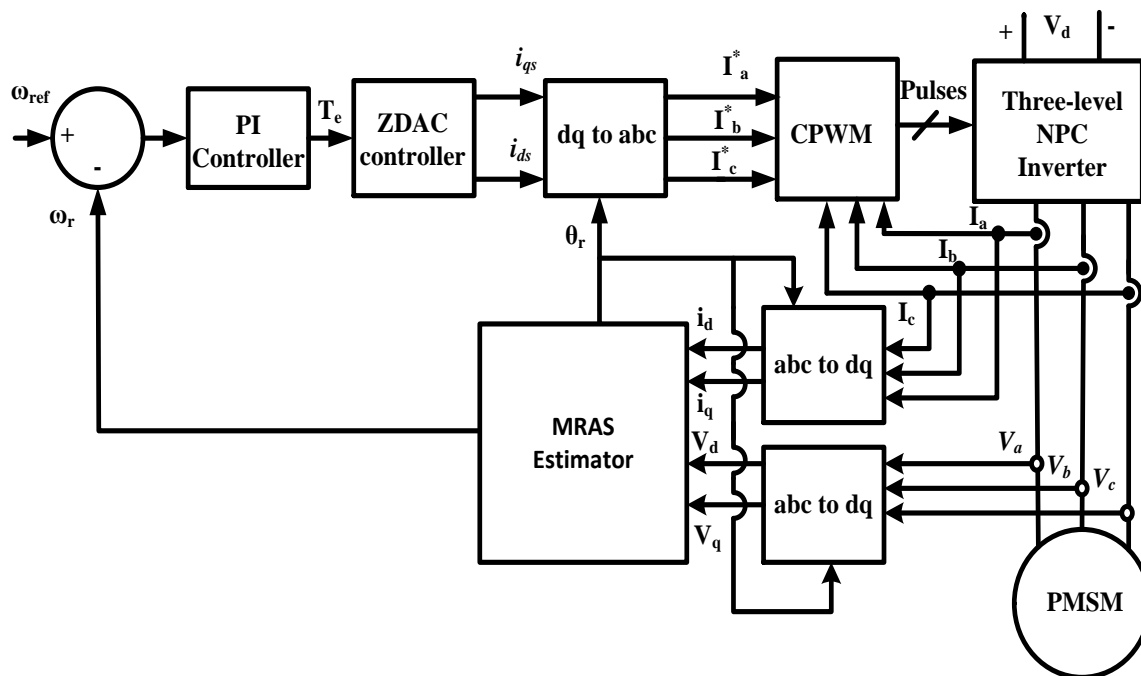 + V_d -
ω_ref
+
-
ω_r
PI
Controller
T_e
ZDAC
controller
i_qs
i_ds
dq to abc
θ_r
I*_a
I*_b
I*_c
CPWM
Pulses
Three-level
NPC
Inverter
I_a
I_b
I_c
abc to dq
i_d
i_q
MRAS
Estimator
V_d
V_q
abc to dq
V_a
V_b
V_c
PMSM